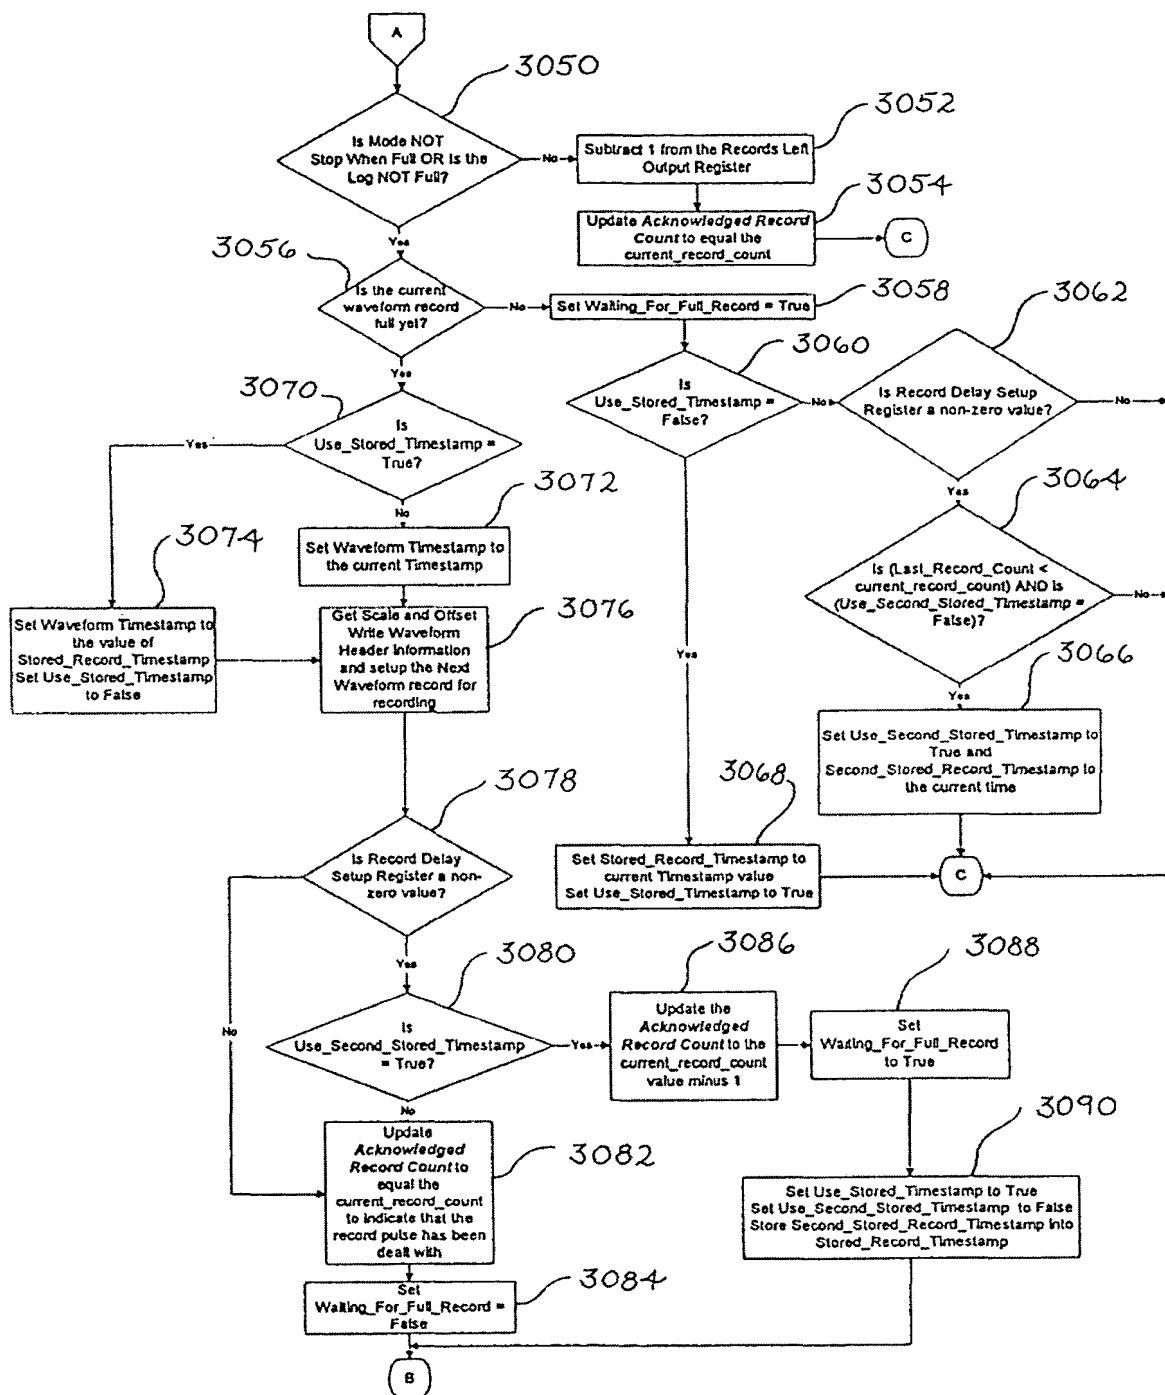 A
3050
Is Mode NOT
Stop When Full OR Is the
Log NOT Full?
No
3052
Subtract 1 from the Records Left
Output Register
3054
Update Acknowledged Record
Count to equal the
current_record_count
C
Yes
3056
Is the current
waveform record
full yet?
No
3058
Set Waiting_For_Full_Record = True
3060
Is
Use_Stored_Timestamp =
False?
No
3062
Is Record Delay Setup
Register a non-zero value?
No
Yes
3064
Is (Last_Record_Count <
current_record_count) AND is
(Use_Second_Stored_Timestamp =
False)?
No
Yes
3066
Set Use_Second_Stored_Timestamp to
True and
Second_Stored_Record_Timestamp to
the current time
Yes
3068
Set Stored_Record_Timestamp to
current Timestamp value
Set Use_Stored_Timestamp to True
C
Yes
3070
Is
Use_Stored_Timestamp =
True?
Yes
No
3072
Set Waveform Timestamp to
the current Timestamp
3074
Set Waveform Timestamp to
the value of
Stored_Record_Timestamp
Set Use_Stored_Timestamp
to False
3076
Get Scale and Offset
Write Waveform
Header Information
and setup the Next
Waveform record for
recording
3078
Is Record Delay
Setup Register a non-
zero value?
No
Yes
3080
Is
Use_Second_Stored_Timestamp
= True?
Yes
No
3086
Update the
Acknowledged
Record Count to the
current_record_count
value minus 1
3088
Set
Waiting_For_Full_Record
to True
3090
Set Use_Stored_Timestamp to True
Set Use_Second_Stored_Timestamp to False
Store Second_Stored_Record_Timestamp into
Stored_Record_Timestamp
3082
Update
Acknowledged
Record Count to
equal the
current_record_count
to indicate that the
record pulse has been
dealt with
3084
Set
Waiting_For_Full_Record =
False
B